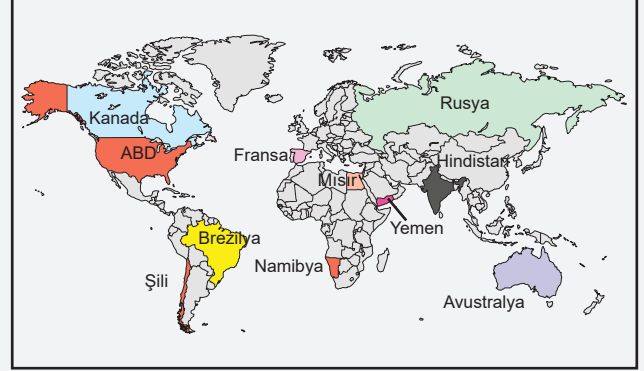 Rusya
Kanada
ABD
Fransa
Hindistan
Mısır
Yemen
Brezilya
Namibya
Şili
Avustralya